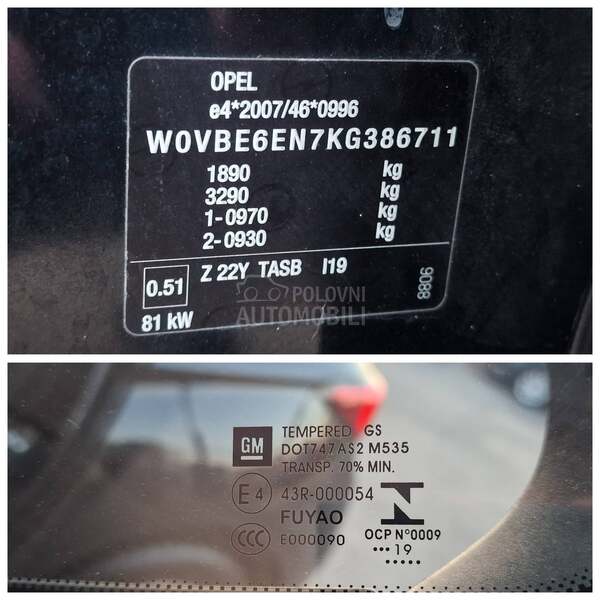 OPEL
e4*2007/46*0996
W0VBE6EN7KG386711
1890 kg
3290 kg
1-0970 kg
2-0930 kg
0.51 Z 22Y TASB I19
81 kW
8806
POLOVNI
AUTOMOBILI
GM TEMPERED GS
DOT747AS2 M535
TRANSP. 70% MIN.
E4 43R-000054
FUYAO
CCC E000090
OCP Nº0009
•••19